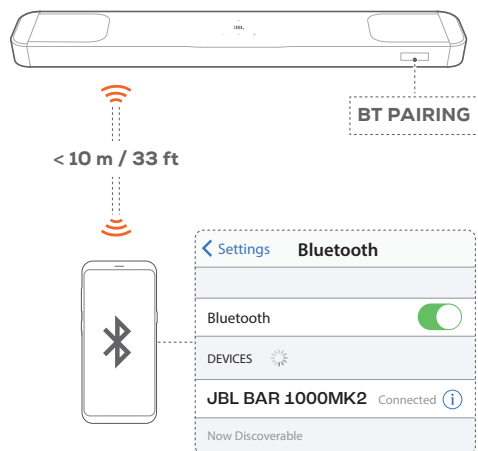 JBL
BT PAIRING
< 10 m / 33 ft
Settings Bluetooth
Bluetooth
DEVICES
JBL BAR 1000MK2 Connected i
Now Discoverable